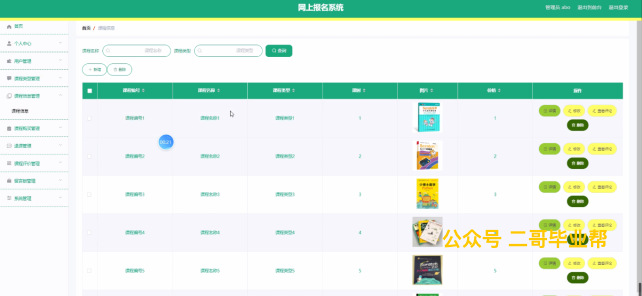 网上报名系统
管理员 abo 退出到前台 退出登录
首页 首页 / 课程信息
个人中心
课程名称 课程名称 课程类型 课程类型 查询
用户管理
新增 删除
课程类型管理
课程信息管理
课程编号 课程名称 课程类型 课时 图片 价格 操作
课程信息
课程编号1 课程名称1 课程类型1 1 1 详情 修改 查看评论
删除
课程购买管理
退课管理
课程编号2 课程名称2 课程类型2 2 2 详情 修改 查看评论
删除
课程评价管理
留言板管理
课程编号3 课程名称3 课程类型3 3 3 详情 修改 查看评论
删除
系统管理
课程编号4 课程名称4 课程类型4 4 4 详情 修改 查看评论
删除
公众号 二哥毕业帮
课程编号5 课程名称5 课程类型5 5 5 详情 修改 查看评论
删除